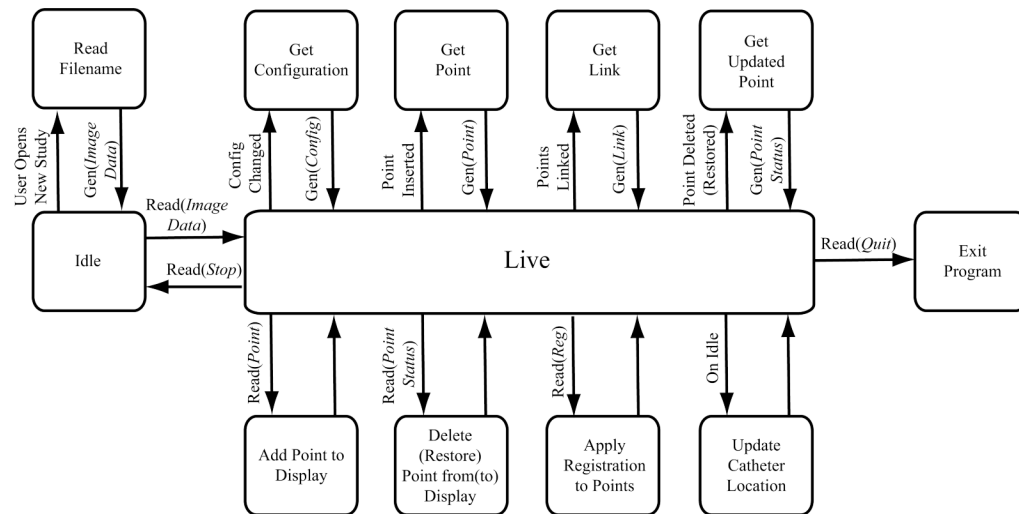 Read
Filename
Get
Configuration
Get
Point
Get
Link
Get
Updated
Point
User Opens
New Study
Gen(Image
Data)
Config
Changed
Gen(Config)
Point
Inserted
Gen(Point)
Points
Linked
Gen(Link)
Point Deleted
(Restored)
Gen(Point
Status)
Idle
Read(Image
Data)
Read(Stop)
Live
Read(Quit)
Exit
Program
Read(Point)
Read(Point
Status)
Read(Reg)
On Idle
Add Point to
Display
Delete
(Restore)
Point from(to)
Display
Apply
Registration
to Points
Update
Catheter
Location